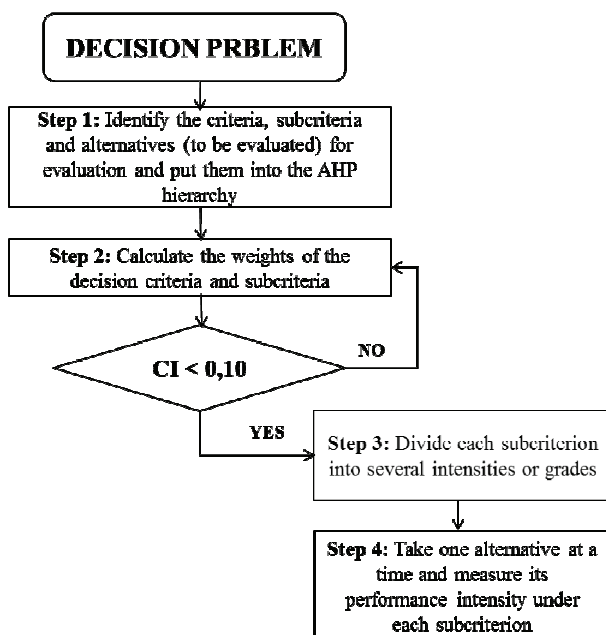 DECISION PRBLEM
Step 1: Identify the criteria, subcriteria
and alternatives (to be evaluated) for
evaluation and put them into the AHP
hierarchy
Step 2: Calculate the weights of the
decision criteria and subcriteria
CI < 0,10
NO
YES
Step 3: Divide each subcriterion
into several intensities or grades
Step 4: Take one alternative at a
time and measure its
performance intensity under
each subcriterion